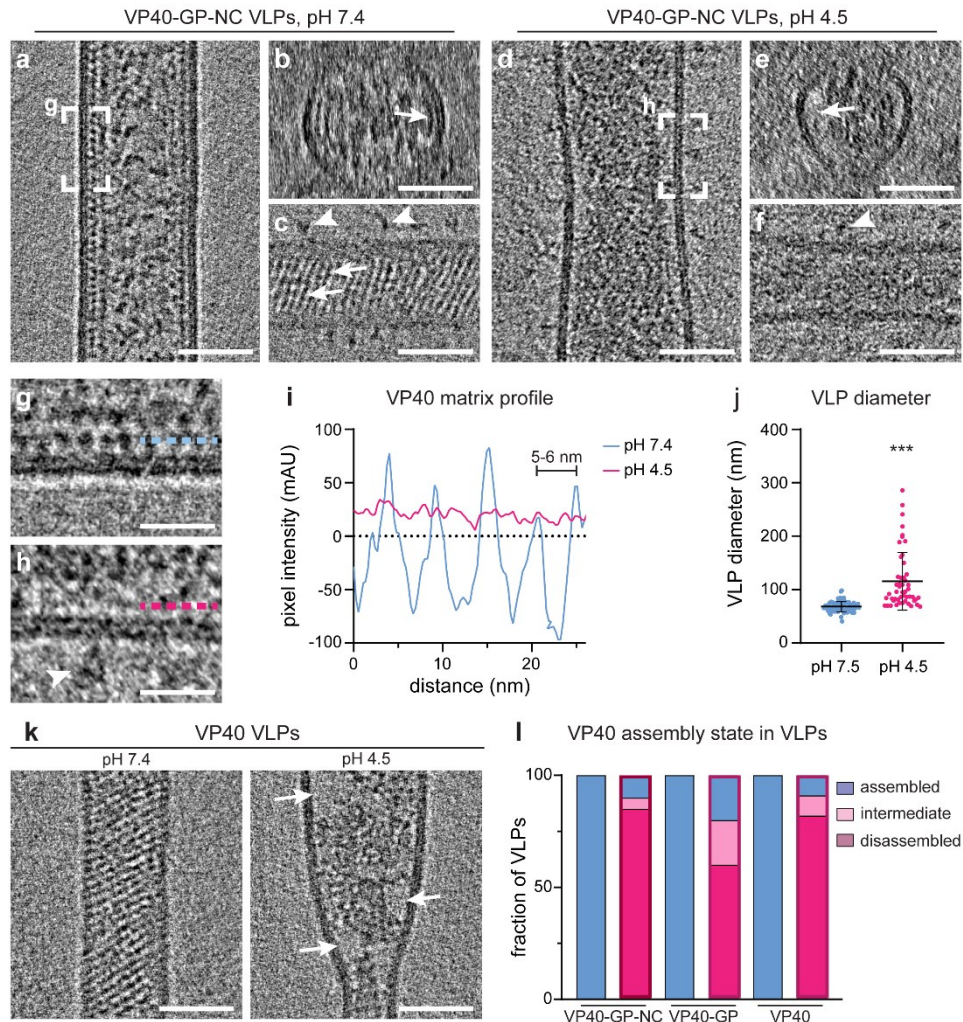 VP40-GP-NC VLPs, pH 7.4
VP40-GP-NC VLPs, pH 4.5
a
g
b
c
d
h
e
f
g
h
i
VP40 matrix profile
pixel intensity (mAU)
100
50
0
-50
-100
0
10
20
distance (nm)
5-6 nm
pH 7.4
pH 4.5
j
VLP diameter
VLP diameter (nm)
400
300
200
100
0
***
pH 7.5
pH 4.5
k
VP40 VLPs
pH 7.4
pH 4.5
l
VP40 assembly state in VLPs
fraction of VLPs
100
50
0
VP40-GP-NC
VP40-GP
VP40
assembled
intermediate
disassembled